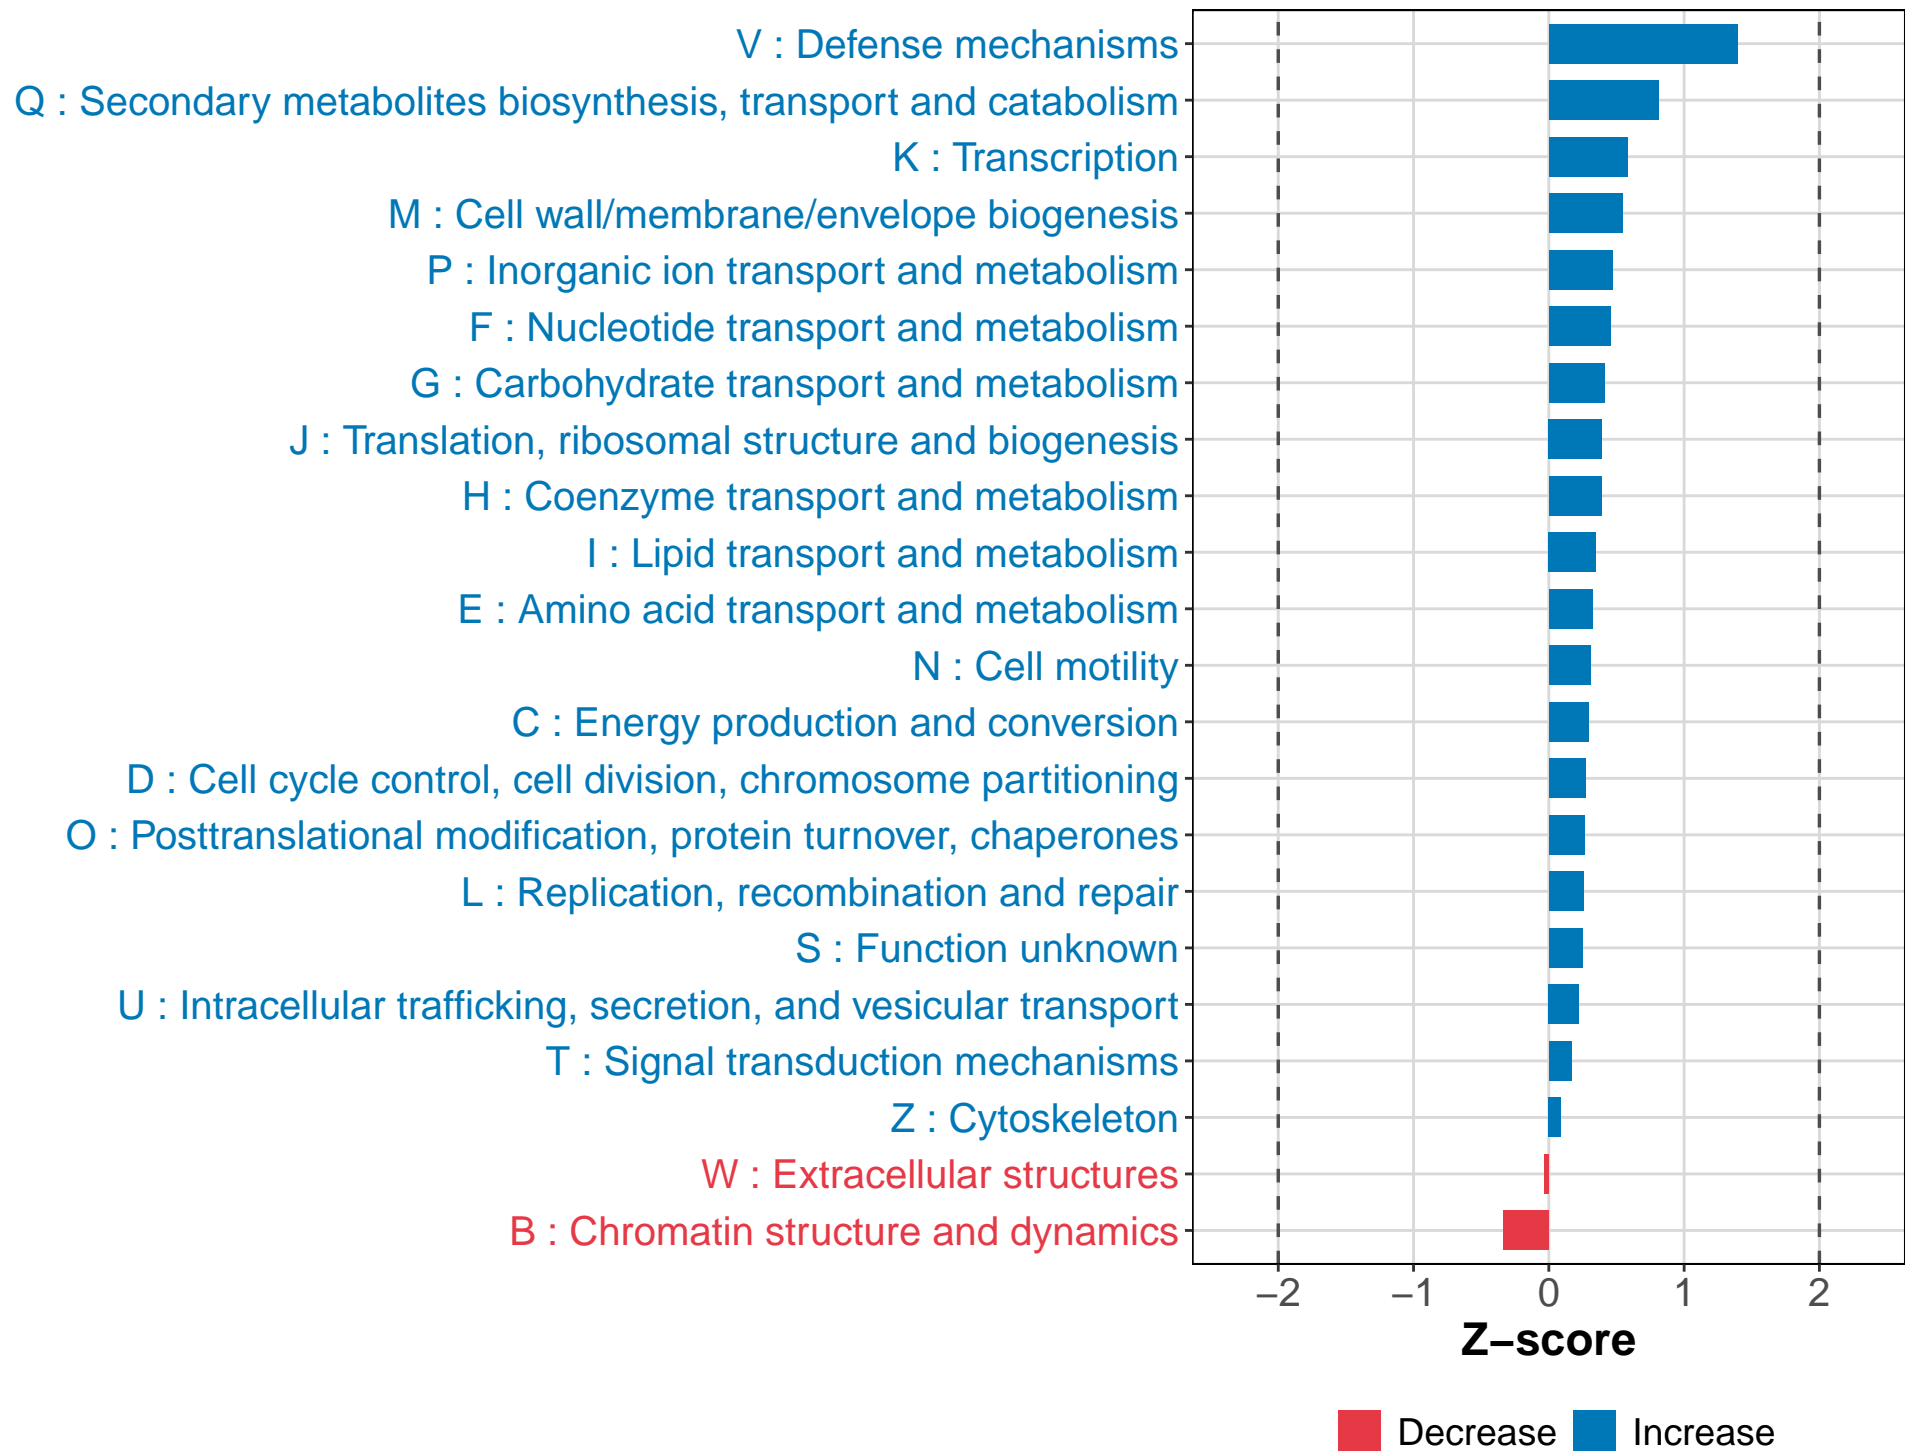 V : Defense mechanisms
Q : Secondary metabolites biosynthesis, transport and catabolism
K : Transcription
M : Cell wall/membrane/envelope biogenesis
P : Inorganic ion transport and metabolism
F : Nucleotide transport and metabolism
G : Carbohydrate transport and metabolism
J : Translation, ribosomal structure and biogenesis
H : Coenzyme transport and metabolism
I : Lipid transport and metabolism
E : Amino acid transport and metabolism
N : Cell motility
C : Energy production and conversion
D : Cell cycle control, cell division, chromosome partitioning
O : Posttranslational modification, protein turnover, chaperones
L : Replication, recombination and repair
S : Function unknown
U : Intracellular trafficking, secretion, and vesicular transport
T : Signal transduction mechanisms
Z : Cytoskeleton
W : Extracellular structures
B : Chromatin structure and dynamics
−2 −1 0 1 2
Z−score
Decrease Increase